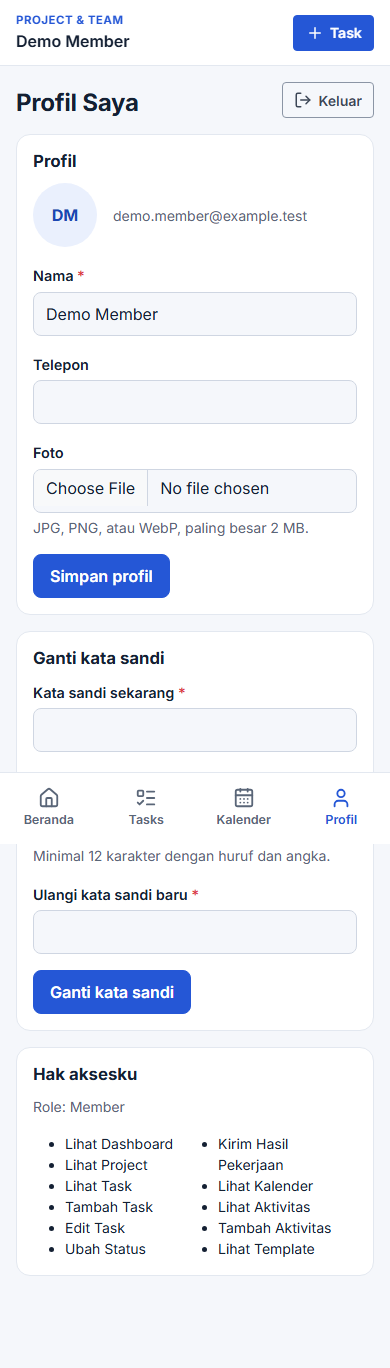 PROJECT & TEAM
Demo Member
+ Task
Profil Saya
Keluar
Profil
DM
demo.member@example.test
Nama *
Demo Member
Telepon
Foto
Choose File No file chosen
JPG, PNG, atau WebP, paling besar 2 MB.
Simpan profil
Ganti kata sandi
Kata sandi sekarang *
Beranda Tasks Kalender Profil
Minimal 12 karakter dengan huruf dan angka.
Ulangi kata sandi baru *
Ganti kata sandi
Hak aksesku
Role: Member
Lihat Dashboard
Lihat Project
Lihat Task
Tambah Task
Edit Task
Ubah Status
Kirim Hasil
Pekerjaan
Lihat Kalender
Lihat Aktivitas
Tambah Aktivitas
Lihat Template